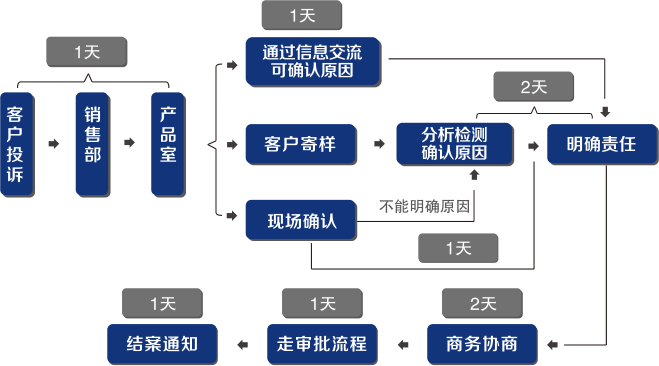 1天
1天
通过信息交流
可确认原因
2天
客户投诉
销售部
产品室
客户寄样
分析检测
确认原因
明确责任
现场确认
不能明确原因
1天
1天
1天
2天
结案通知
走审批流程
商务协商